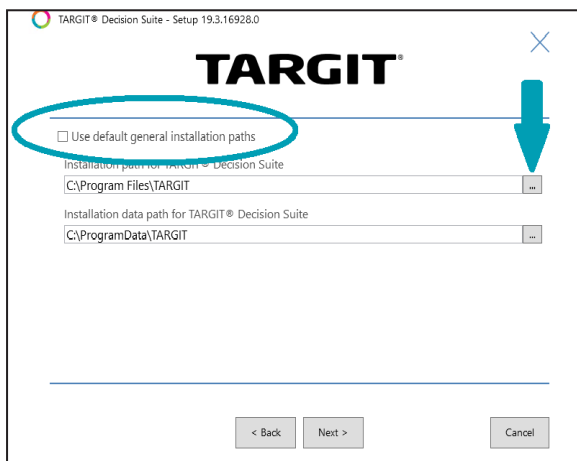 TARGIT® Decision Suite - Setup 19.3.16928.0
TARGIT®
Use default general installation paths
Installation path for TARGIT® Decision Suite
C:\Program Files\TARGIT
...
Installation data path for TARGIT® Decision Suite
C:\ProgramData\TARGIT
...
< Back Next > Cancel